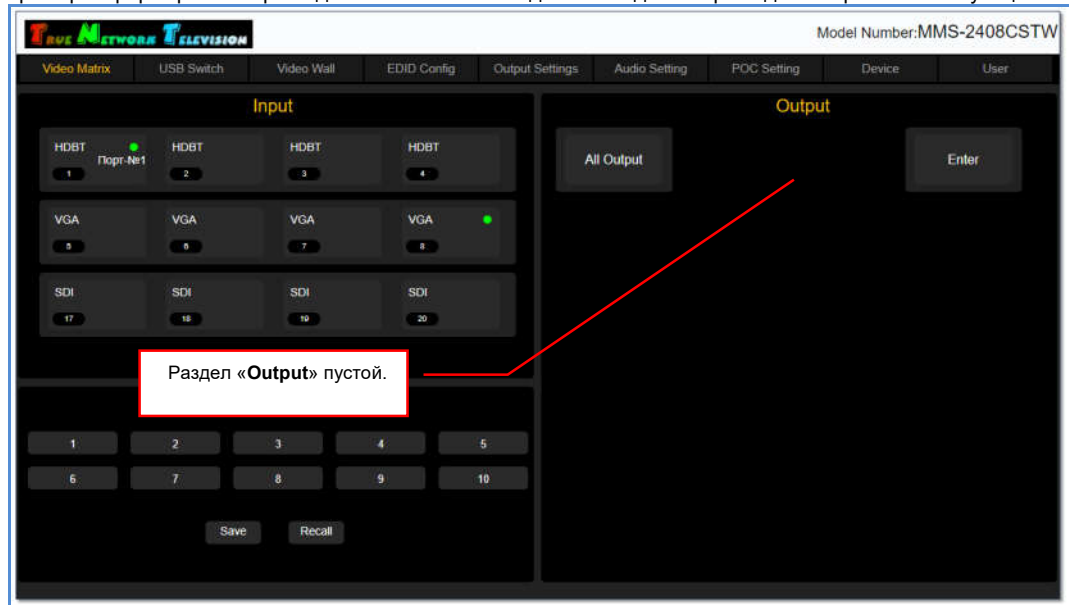 True Network Television
Model Number:MMS-2408CSTW
Video Matrix USB Switch Video Wall EDID Config Output Settings Audio Setting POC Setting Device User
Input
HDBT Порт-№1 1
HDBT 2
HDBT 3
HDBT 4
VGA 5
VGA 6
VGA 7
VGA 8
SDI 17
SDI 18
SDI 19
SDI 20
Раздел «Output» пустой.
1 2 3 4 5
6 7 8 9 10
Save Recall
Output
All Output
Enter